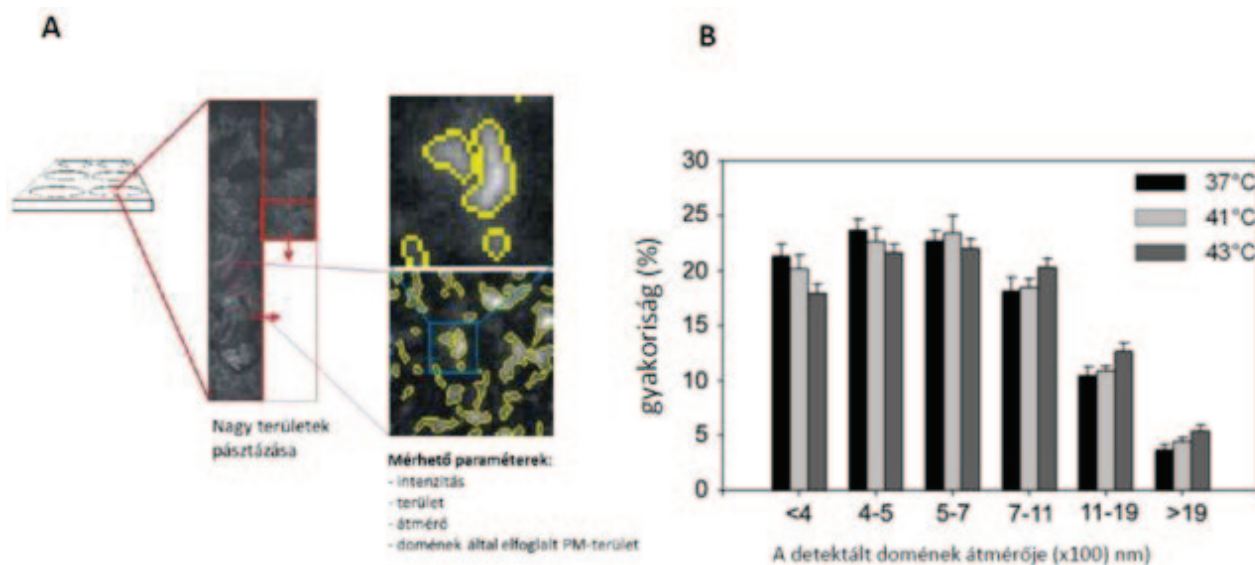 A
Nagy területek
pásztázása
Mérhető paraméterek:
- intenzitás
- terület
- átmérő
- domének által elfoglalt PM-terület
B
gyakoriság (%)
30
25
20
15
10
5
0
37°C
41°C
43°C
<4 4-5 5-7 7-11 11-19 >19
A detektált domének átmérője (x100) nm)